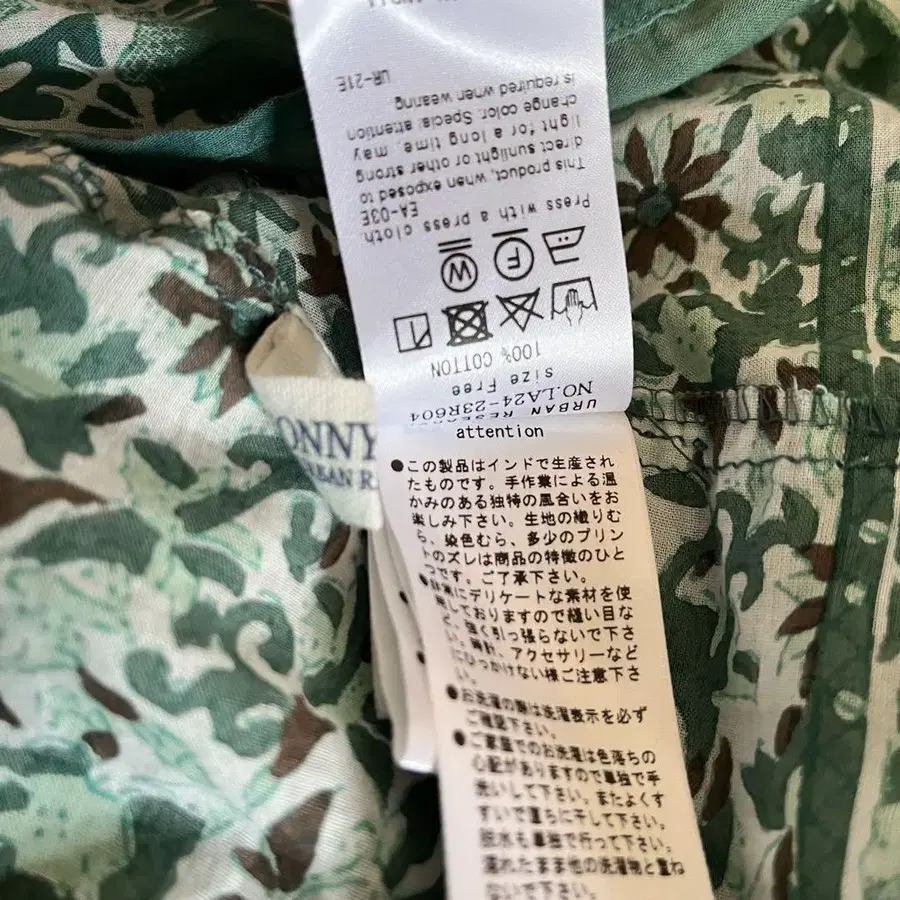 URBAN RESE
NO.LA24-23R604
size Free
100% COTTON
Press with a press cloth
EA-03E
This product, when exposed to
direct sunlight or other strong
light for a long time, may
change color. Special attention
is required when wearing
UR-21E
ONNY
RBAN R
attention
●この製品はインドで生産され
たものです。手作業による温
かみのある独特の風合いをお
楽しみ下さい。生地の織りむ
ら、染色むら、多少のプリン
トのズレは商品の特徴のひと
つです。ご了承下さい。
にデリケートな素材を使
用しておりますので縫い目な
ど、強く引っ張らないで下さ
い。時計、アクセサリーなど
にひっかけない様ご注意下さ
い。
●お洗濯の際は洗濯表示を必ず
ご確認下さい。
●ご家庭でのお洗濯は色落ちの
心配がありますので単独で手
洗いして下さい。またよくす
すいで直ちに干して下さい。
脱水も単独で行って下さい。
濡れたまま他の洗濯物と重ね
ないで下さい。